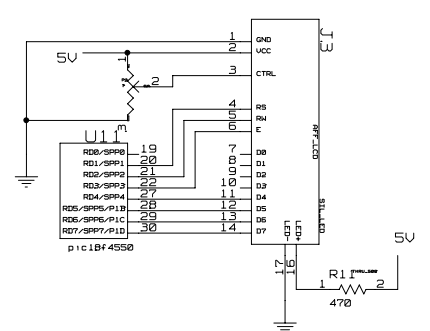 1 GND
2 VCC
J3
5V
1
2
3 CTRL
3
4 RS
5 RW
6 E
AFF_LCD
U11
RD0/SPP0 19
RD1/SPP1 20
RD2/SPP2 21
RD3/SPP3 22
RD4/SPP4 27
RD5/SPP5/P1B 28
RD6/SPP6/P1C 29
RD7/SPP7/P1D 30
pic18f4550
7 D0
8 D1
9 D2
10 D3
11 D4
12 D5
13 D6
14 D7
SIL_LCD
LED-
LED+
17
16
5V
R11
1
2
470